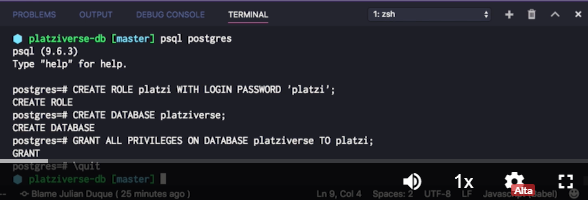 PROBLEMS OUTPUT DEBUG CONSOLE TERMINAL 1: zsh
platziverse-db [master] psql postgres
psql (9.6.3)
Type "help" for help.
postgres=# CREATE ROLE platzi WITH LOGIN PASSWORD 'platzi';
CREATE ROLE
postgres=# CREATE DATABASE platziverse;
CREATE DATABASE
postgres=# GRANT ALL PRIVILEGES ON DATABASE platziverse TO platzi;
GRANT
postgres=# \quit
platziverse-db [master]
1x
Alta
Blame Julian Duque ( 25 minutes ago ) Ln 9, Col 4 Spaces: 2 UTF-8 LF Javascript (Babel)